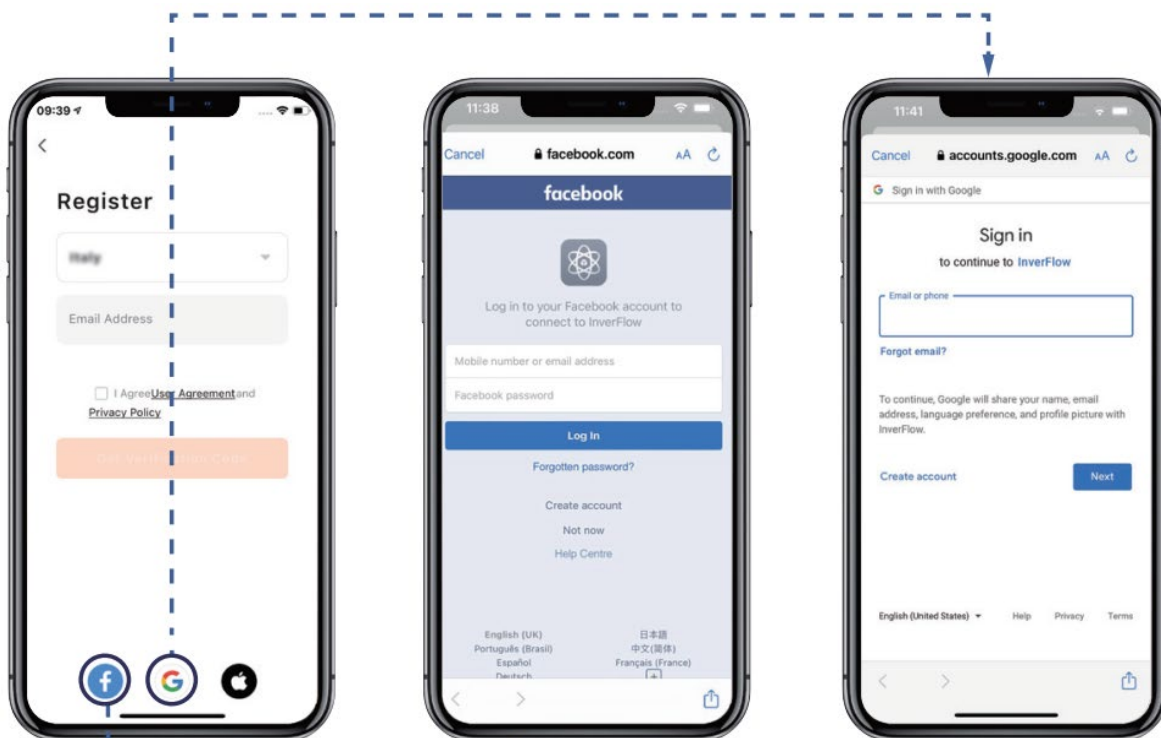 09:39
Register
Italy
Email Address
I Agree User Agreement and
Privacy Policy
Get Verification Code
11:38
Cancel
facebook.com
AA
facebook
Log in to your Facebook account to
connect to InverFlow
Mobile number or email address
Facebook password
Log In
Forgotten password?
Create account
Not now
Help Centre
English (UK)
日本語
Português (Brasil)
中文(简体)
Español
Français (France)
Deutsch
11:41
Cancel
accounts.google.com
AA
Sign in with Google
Sign in
to continue to InverFlow
Email or phone
Forgot email?
To continue, Google will share your name, email
address, language preference, and profile picture with
InverFlow.
Create account
Next
English (United States)
Help
Privacy
Terms